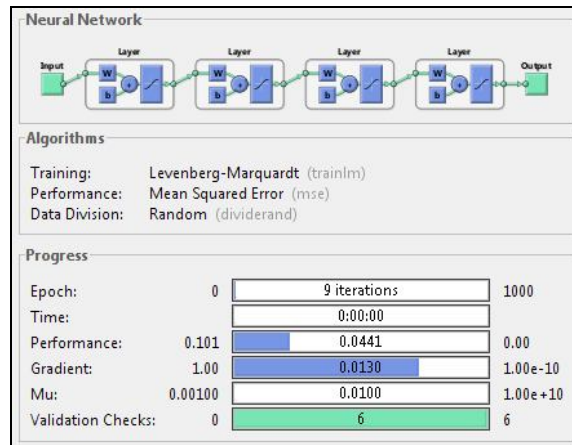 Neural Network
Layer Layer Layer Layer
Input W b + W b + W b + W b + Output
Algorithms
Training: Levenberg-Marquardt (trainlm)
Performance: Mean Squared Error (mse)
Data Division: Random (dividerand)
Progress
Epoch: 0 9 iterations 1000
Time: 0:00:00
Performance: 0.101 0.0441 0.00
Gradient: 1.00 0.0130 1.00e-10
Mu: 0.00100 0.0100 1.00e+10
Validation Checks: 0 6 6